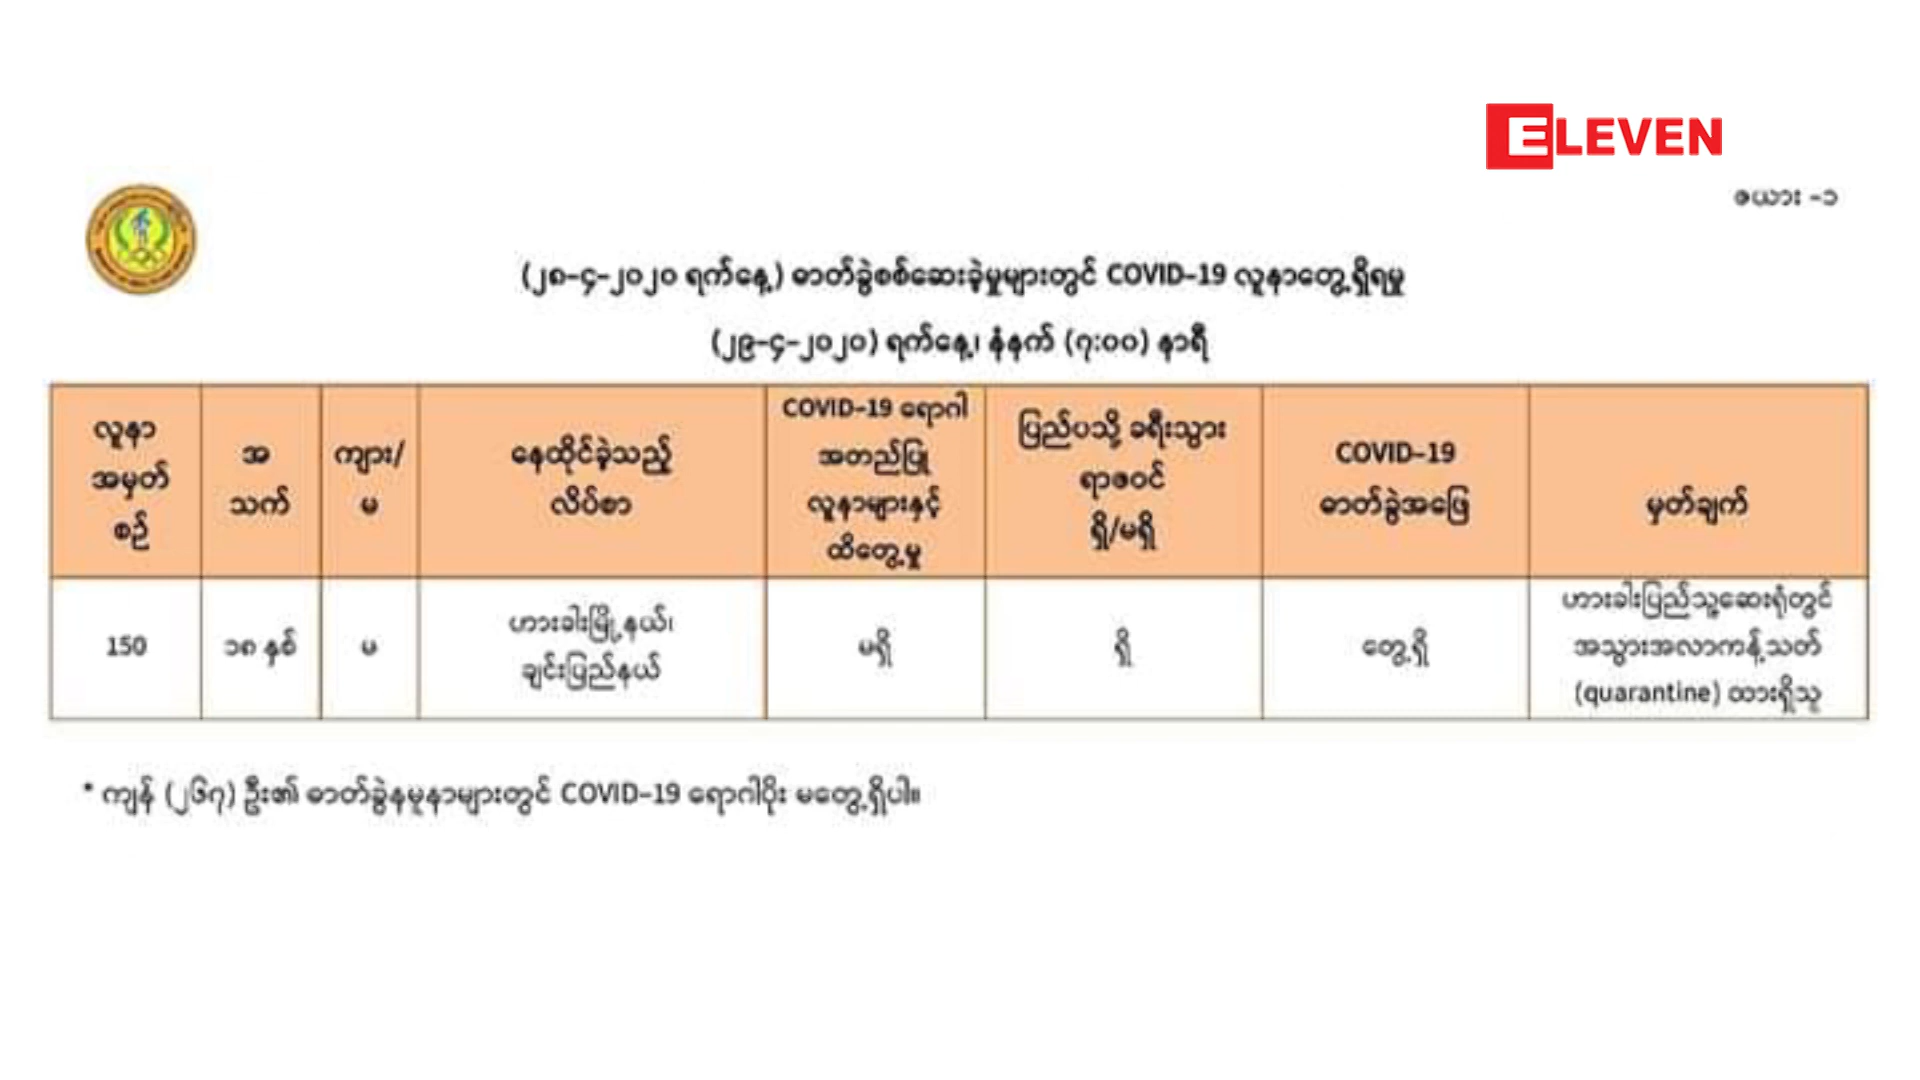 ELEVEN
ဇယား -၁
(၂၈-၄-၂၀၂၀ ရက်နေ့) ဓာတ်ခွဲစစ်ဆေးခဲ့မှုများတွင် COVID-19 လူနာတွေ့ရှိရမှု
(၂၉-၄-၂၀၂၀) ရက်နေ့၊ နံနက် (၇:၀၀) နာရီ
လူနာ
အမှတ်
စဉ်
အ
သက်
ကျား/
မ
နေထိုင်ခဲ့သည့်
လိပ်စာ
COVID-19 ရောဂါ
အတည်ပြု
လူနာများနှင့်
ထိတွေ့မှု
ပြည်ပသို့ ခရီးသွား
ရာဇဝင်
ရှိ/မရှိ
COVID-19
ဓာတ်ခွဲအဖြေ
မှတ်ချက်
150
၁၈ နှစ်
မ
ဟားခါးမြို့နယ်၊
ချင်းပြည်နယ်
မရှိ
ရှိ
တွေ့ရှိ
ဟားခါးပြည်သူ့ဆေးရုံတွင်
အသွားအလာကန့်သတ်
(quarantine) ထားရှိသူ
* ကျန် (၂၆၇) ဦး၏ ဓာတ်ခွဲနမူနာများတွင် COVID-19 ရောဂါပိုး မတွေ့ရှိပါ။